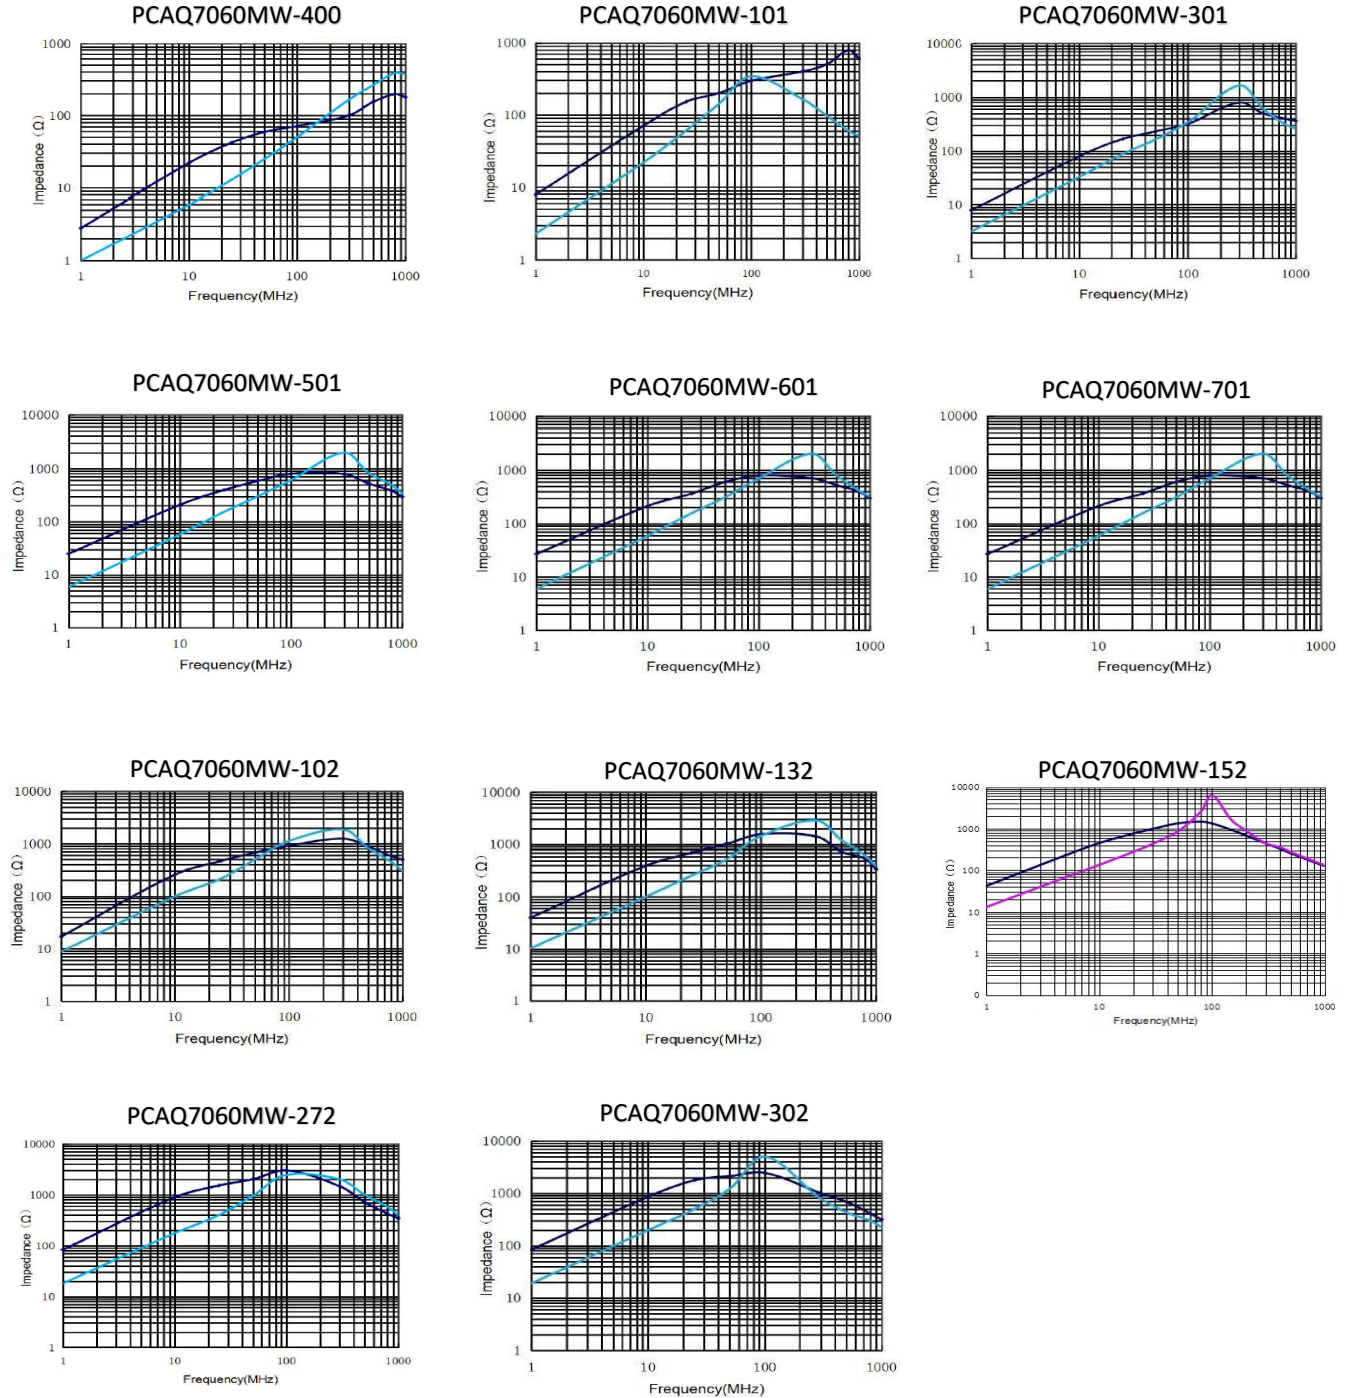 PCAQ7060MW-400
1000
100
10
1
1
10
100
1000
Impedance (Ω)
Frequency(MHz)
PCAQ7060MW-101
1000
100
10
1
1
10
100
1000
Impedance (Ω)
Frequency(MHz)
PCAQ7060MW-301
10000
1000
100
10
1
1
10
100
1000
Impedance (Ω)
Frequency(MHz)
PCAQ7060MW-501
10000
1000
100
10
1
1
10
100
1000
Impedance (Ω)
Frequency(MHz)
PCAQ7060MW-601
10000
1000
100
10
1
1
10
100
1000
Impedance (Ω)
Frequency(MHz)
PCAQ7060MW-701
10000
1000
100
10
1
1
10
100
1000
Impedance (Ω)
Frequency(MHz)
PCAQ7060MW-102
10000
1000
100
10
1
1
10
100
1000
Impedance (Ω)
Frequency(MHz)
PCAQ7060MW-132
10000
1000
100
10
1
1
10
100
1000
Impedance (Ω)
Frequency(MHz)
PCAQ7060MW-152
10000
1000
100
10
1
0
1
10
100
1000
Impedance (Ω)
Frequency(MHz)
PCAQ7060MW-272
10000
1000
100
10
1
1
10
100
1000
Impedance (Ω)
Frequency(MHz)
PCAQ7060MW-302
10000
1000
100
10
1
1
10
100
1000
Impedance (Ω)
Frequency(MHz)